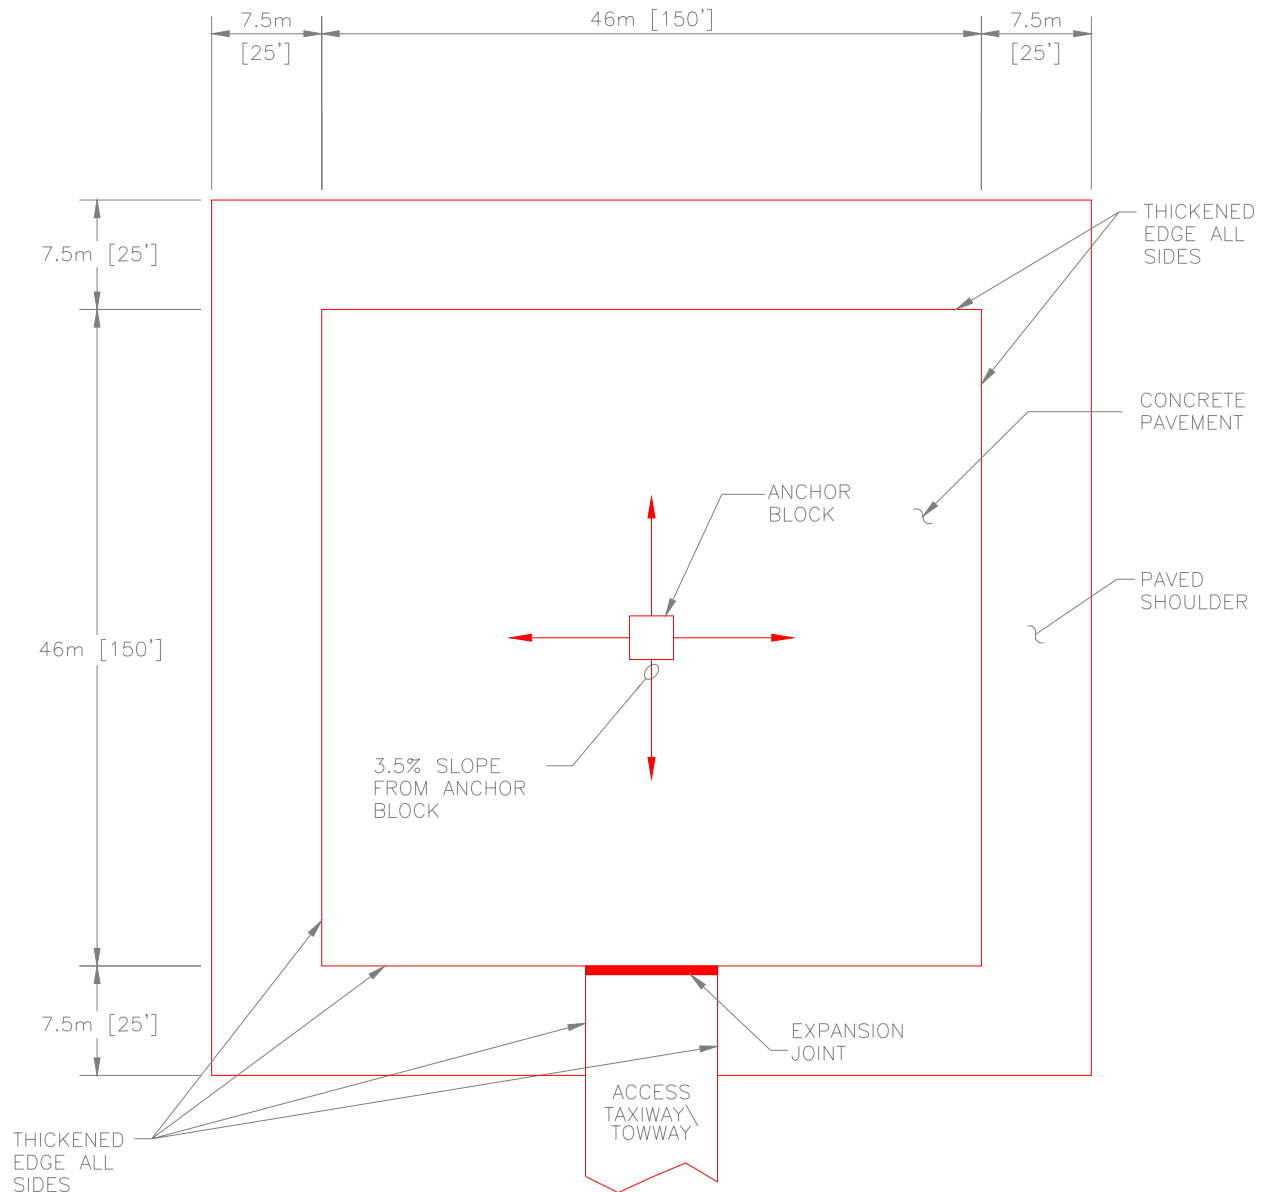 7.5m
[25']
46m [150']
7.5m
[25']
7.5m [25']
THICKENED
EDGE ALL
SIDES
CONCRETE
PAVEMENT
ANCHOR
BLOCK
PAVED
SHOULDER
46m [150']
3.5% SLOPE
FROM ANCHOR
BLOCK
7.5m [25']
EXPANSION
JOINT
ACCESS
TAXIWAY\
TOWWAY
THICKENED
EDGE ALL
SIDES